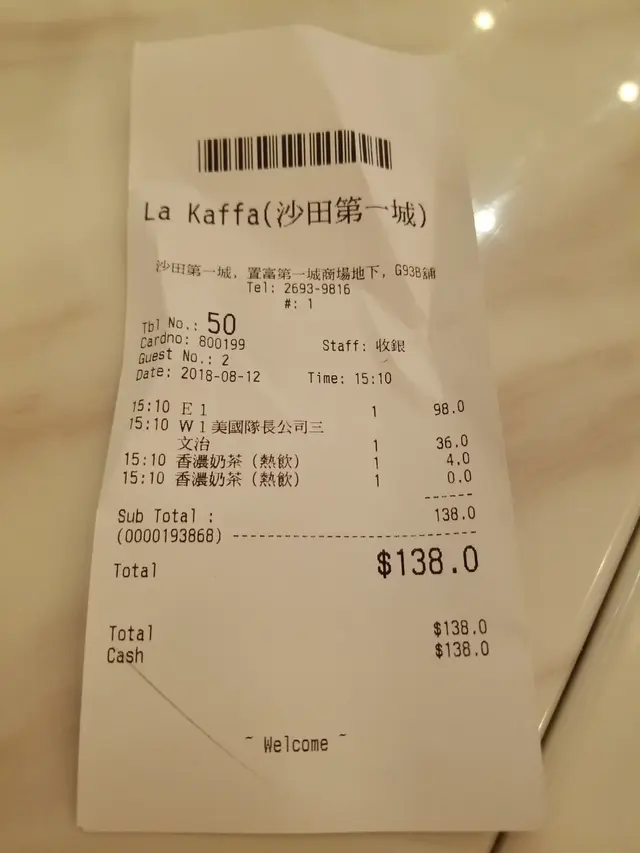 La Kaffa(沙田第一城)
沙田第一城, 置富第一城商場地下, G93B舖
Tel: 2693-9816
#: 1
Tbl No.: 50
Cardno: 800199 Staff: 收銀
Guest No.: 2
Date: 2018-08-12 Time: 15:10
15:10 E1 1 98.0
15:10 W1美國隊長公司三
文治 1 36.0
15:10 香濃奶茶(熱飲) 1 4.0
15:10 香濃奶茶(熱飲) 1 0.0
------
Sub Total : 138.0
(0000193868) -----------------------------
Total $138.0
Total $138.0
Cash $138.0
~ Welcome ~